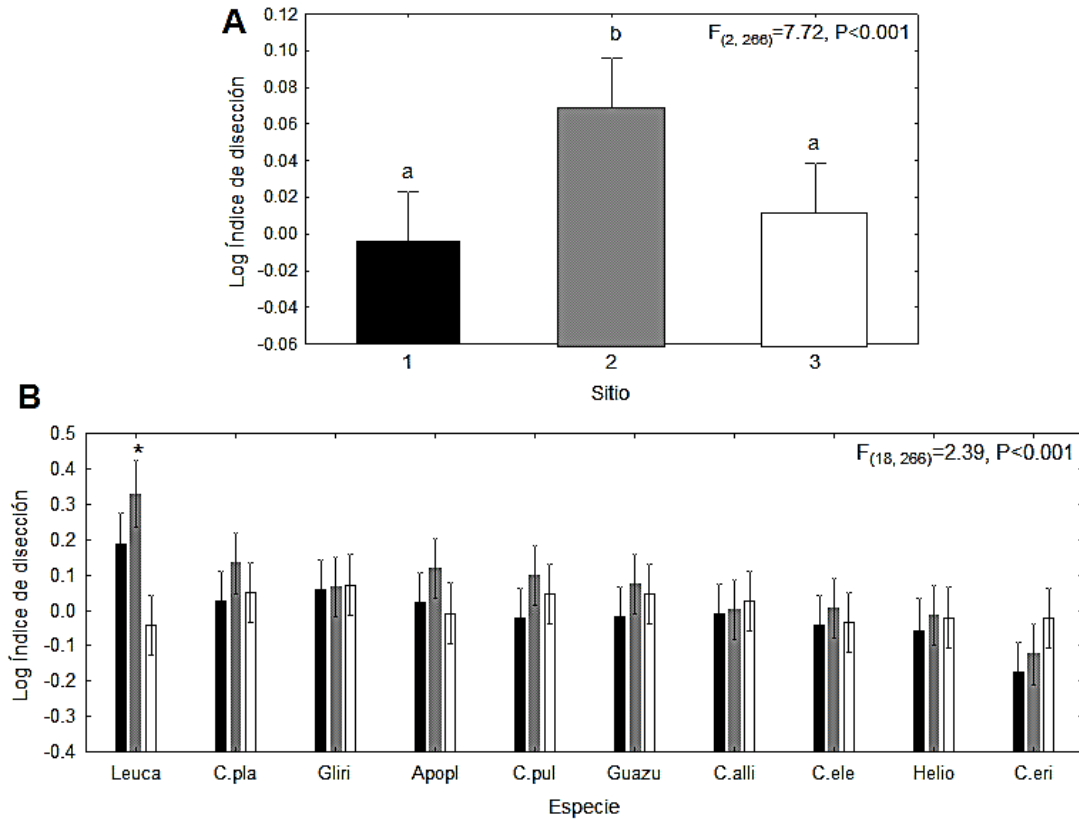 A
0.12
0.10
0.08
0.06
0.04
0.02
0.00
-0.02
-0.04
-0.06
Log Índice de disección
F(2, 266)=7.72, P<0.001
a
b
a
1 2 3
Sitio
B
0.5
0.4
0.3
0.2
0.1
0.0
-0.1
-0.2
-0.3
-0.4
Log Índice de disección
*
F(18, 266)=2.39, P<0.001
Leuca C.pla Gliri Apopl C.pul Guazu C.alli C.ele Helio C.eri
Especie